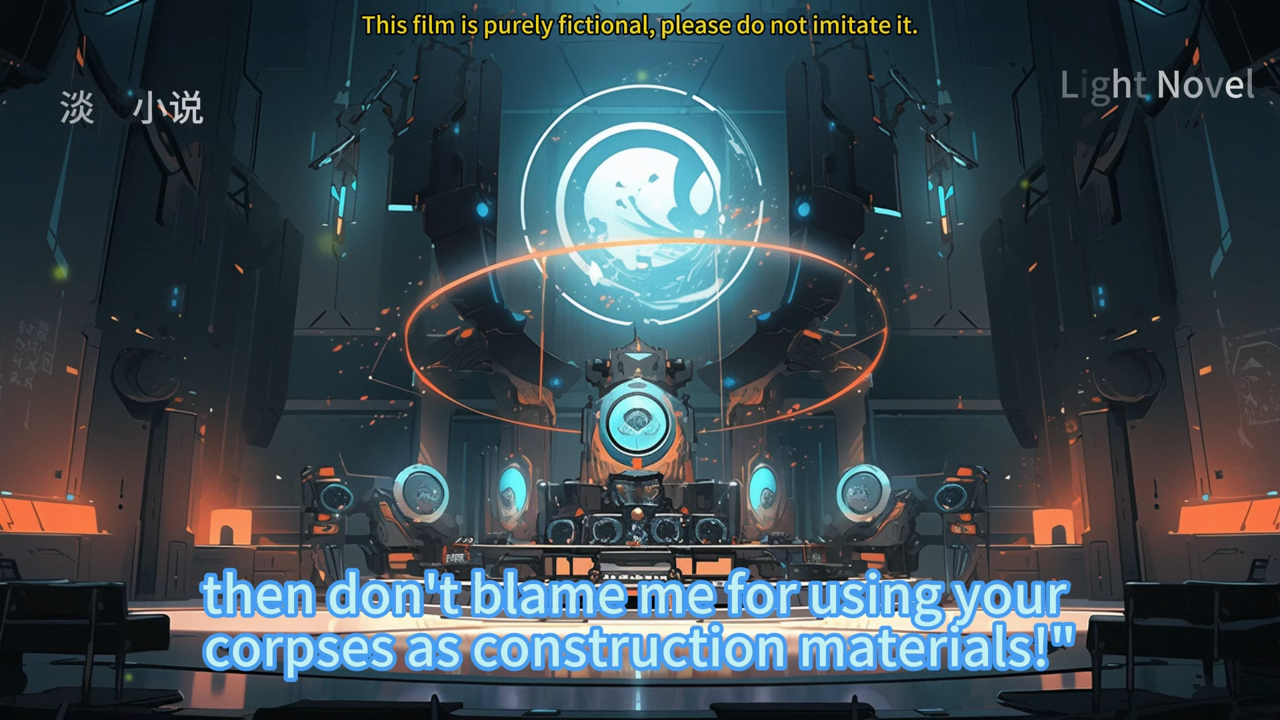 This film is purely fictional, please do not imitate it.
淡 小说
Light Novel
then don't blame me for using your
corpses as construction materials!"